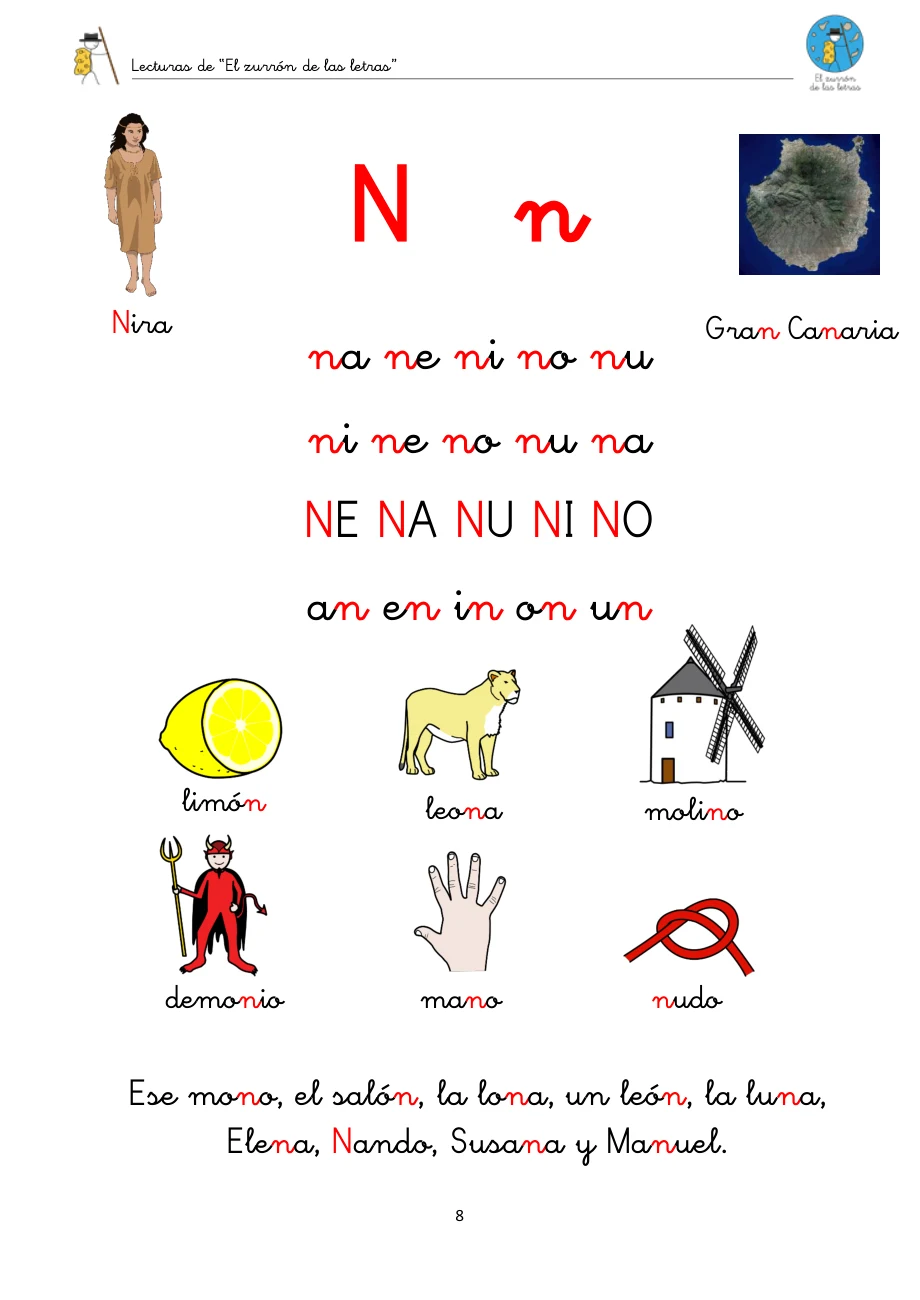 Lecturas de "El zurrón de las letras"
El zurrón
de las letras
N n
Nira
Gran Canaria
na ne ni no nu
ni ne no nu na
NE NA NU NI NO
an en in on un
limón
leona
molino
demonio
mano
nudo
Ese mono, el salón, la lona, un león, la luna,
Elena, Nando, Susana y Manuel.
8